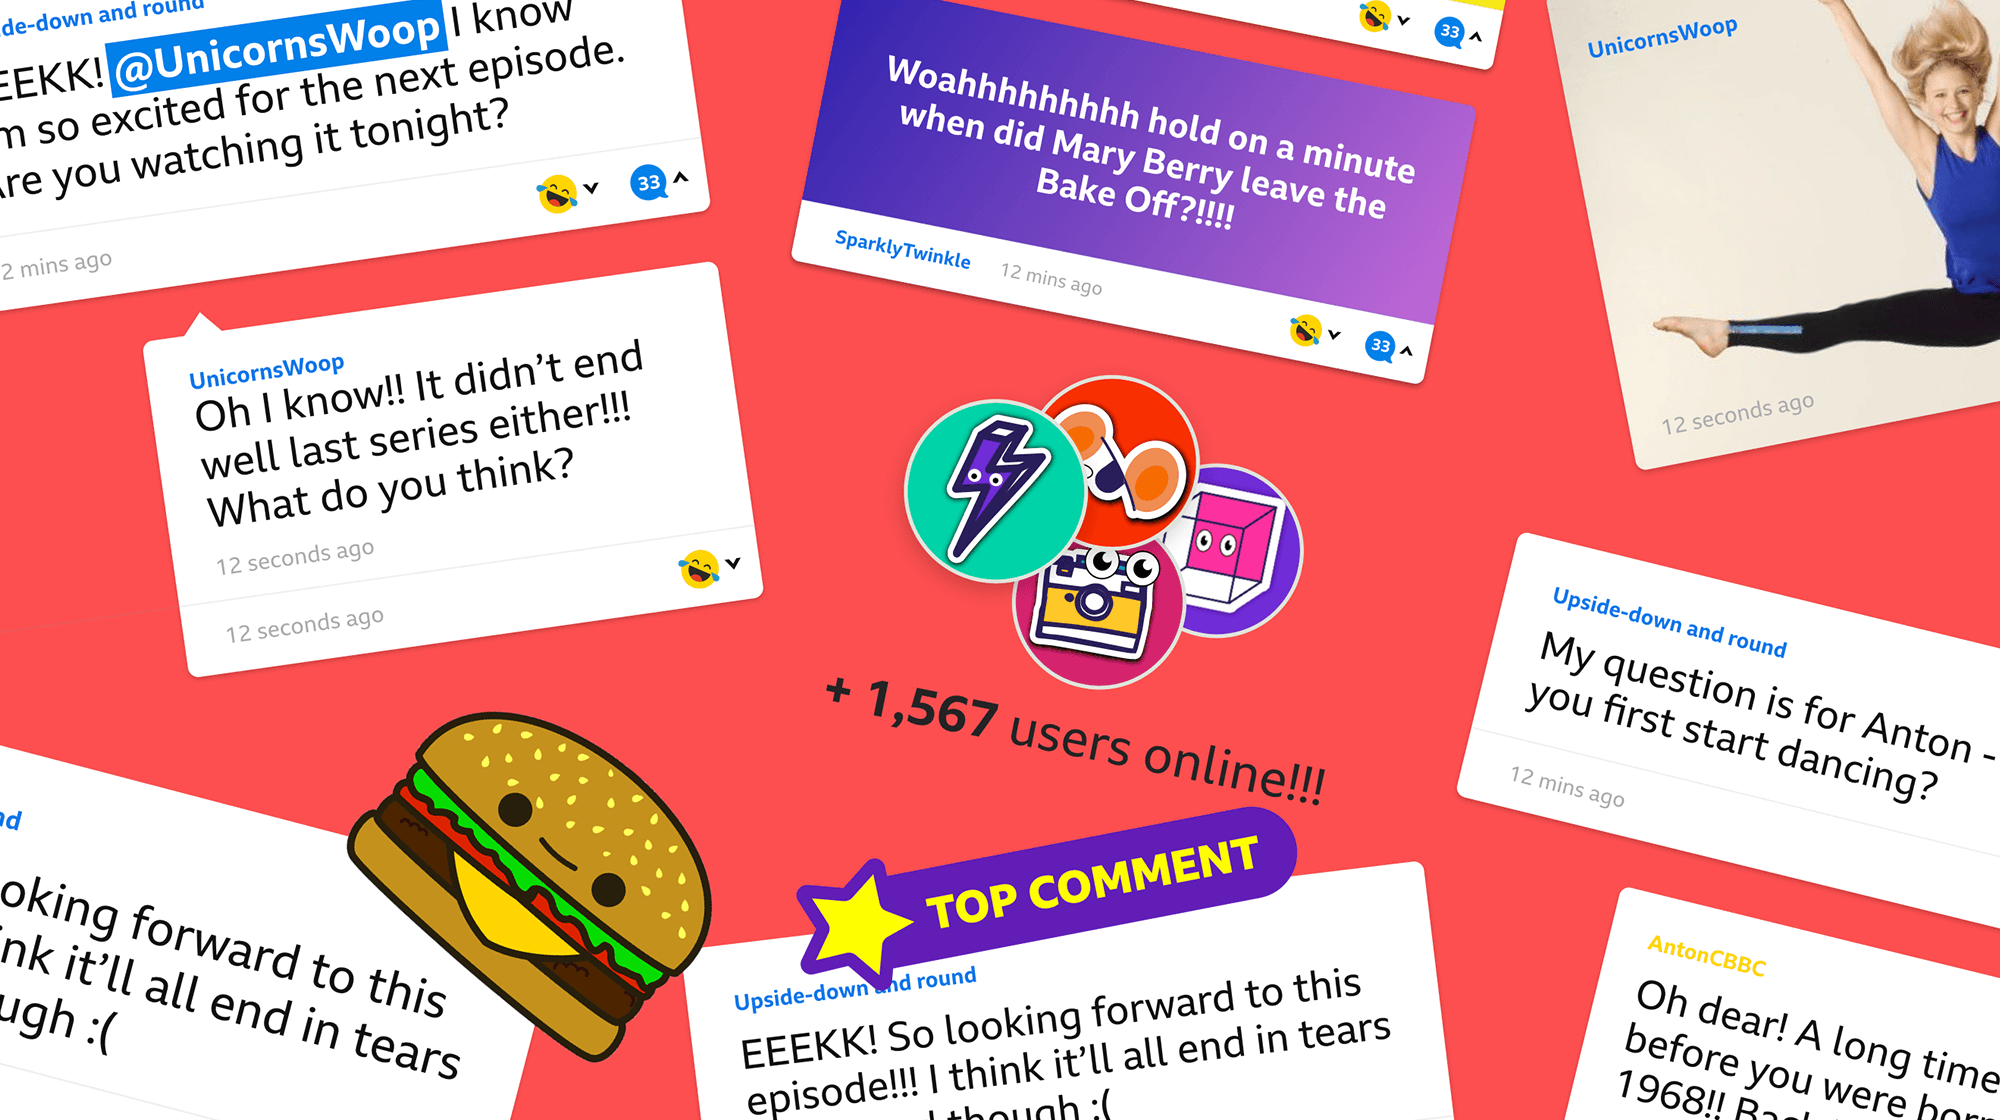 de-down and round
EEKK! @UnicornsWoop I know
m so excited for the next episode.
re you watching it tonight?
33
2 mins ago
UnicornsWoop
Oh I know!! It didn't end
well last series either!!!
What do you think?
12 seconds ago
12 seconds ago
33
Woahhhhhhhhh hold on a minute
when did Mary Berry leave the
Bake Off?!!!!
SparklyTwinkle 12 mins ago
33
UnicornsWoop
12 seconds ago
+ 1,567 users online!!!
Upside-down and round
My question is for Anton -
you first start dancing?
12 mins ago
nd
oking forward to this
nk it'll all end in tears
ugh :(
TOP COMMENT
Upside-down and round
EEEKK! So looking forward to this
episode!!! I think it'll all end in tears
though :(
AntonCBBC
Oh dear! A long time
before you were born
1968!!